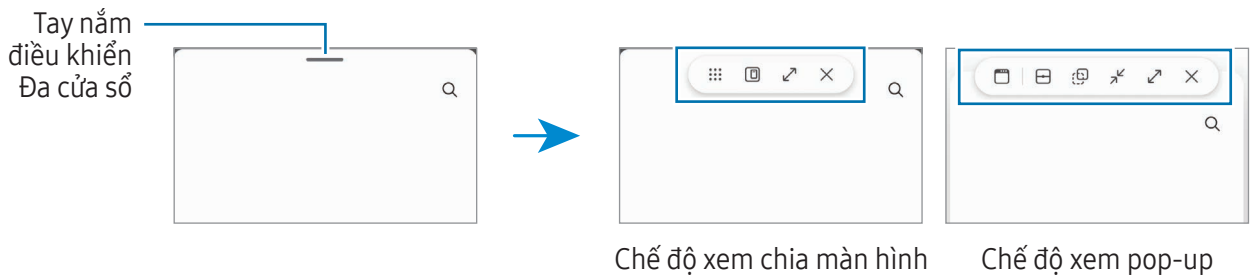 Tay nắm
điều khiển
Đa cửa sổ
Chế độ xem chia màn hình
Chế độ xem pop-up